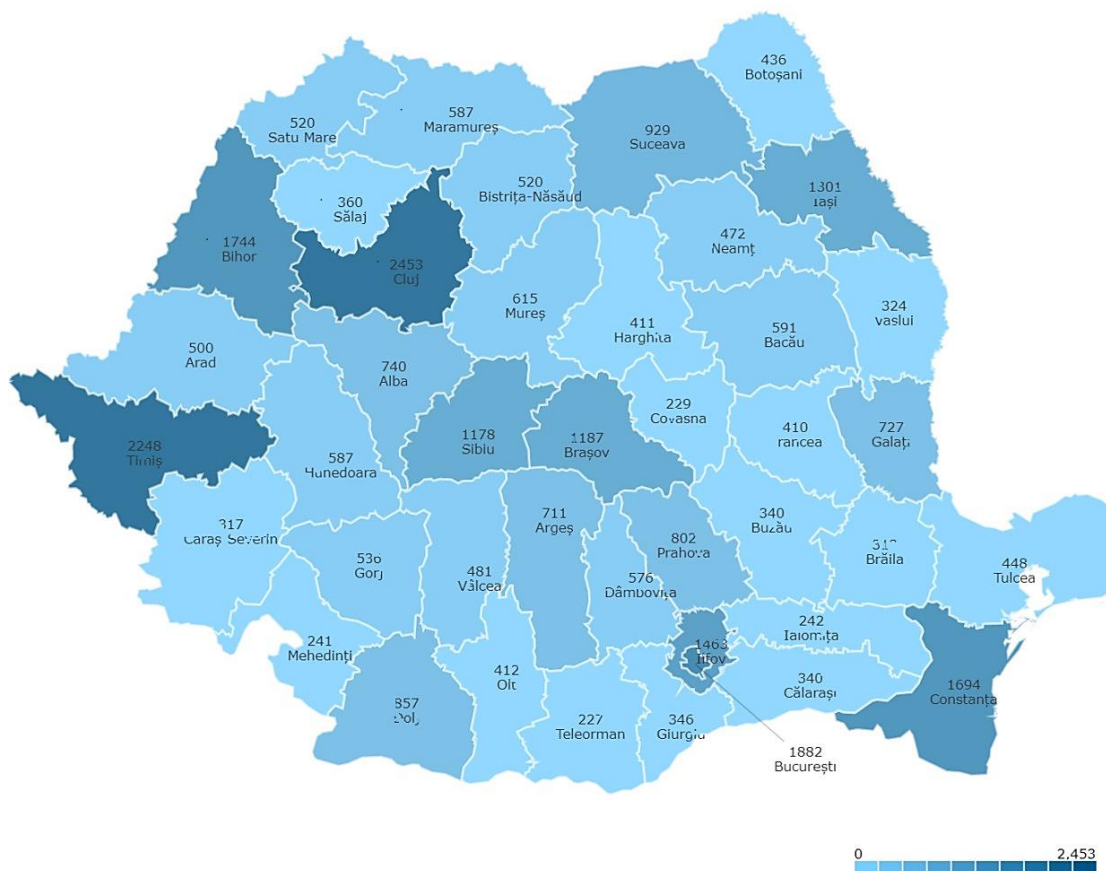 436
Botoșani
587
Maramureș
520
Satu Mare
929
Suceava
520
Bistrița-Năsăud
1301
Iași
360
Sălaj
472
Neamț
1744
Bihor
2453
Cluj
615
Mureș
411
Harghita
324
Vaslui
591
Bacău
500
Arad
740
Alba
229
Covasna
410
727
Galați
2248
Timiș
587
Hunedoara
1178
Sibiu
1187
Brașov
711
Argeș
340
Buzău
317
Caraș Severin
802
Prahova
Brăila
536
Gorj
481
Vâlcea
576
Dâmbovița
448
Tulcea
241
Mehedinți
242
Ialomița
1463
Ilfov
412
Olt
340
Călărași
1694
Constanța
857
Dolj
227
Teleorman
346
Giurgiu
1882
București
0 2,453